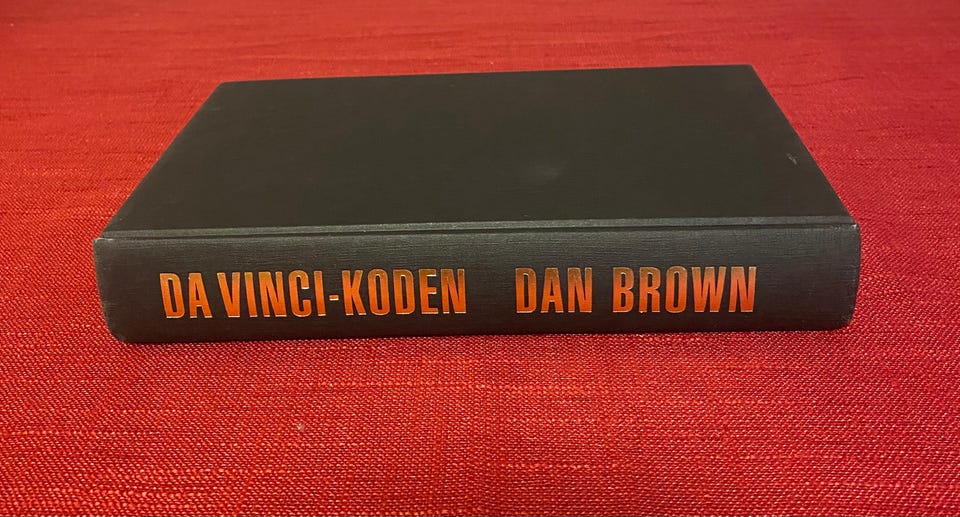 DA VINCI-KODEN DAN BROWN